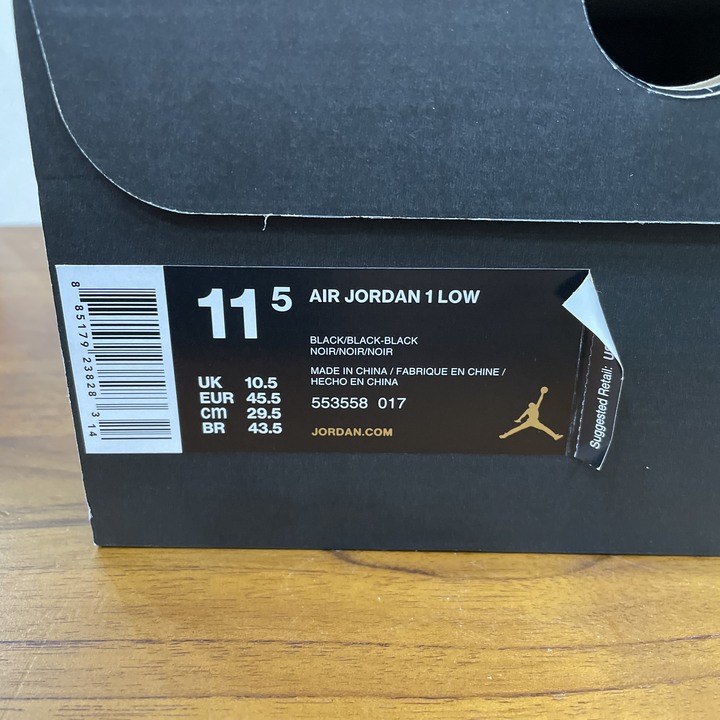 8 85179 23828 3 14
11 5
AIR JORDAN 1 LOW
BLACK/BLACK-BLACK
NOIR/NOIR/NOIR
MADE IN CHINA / FABRIQUE EN CHINE /
HECHO EN CHINA
553558 017
JORDAN.COM
UK 10.5
EUR 45.5
cm 29.5
BR 43.5
Suggested Retail: